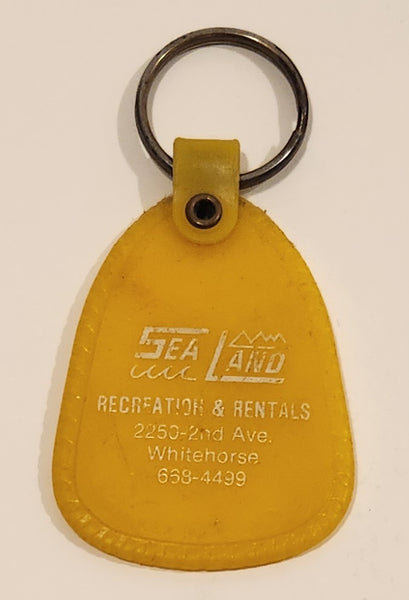 SEA LAND
RECREATION & RENTALS
2250-2nd Ave.
Whitehorse
668-4499